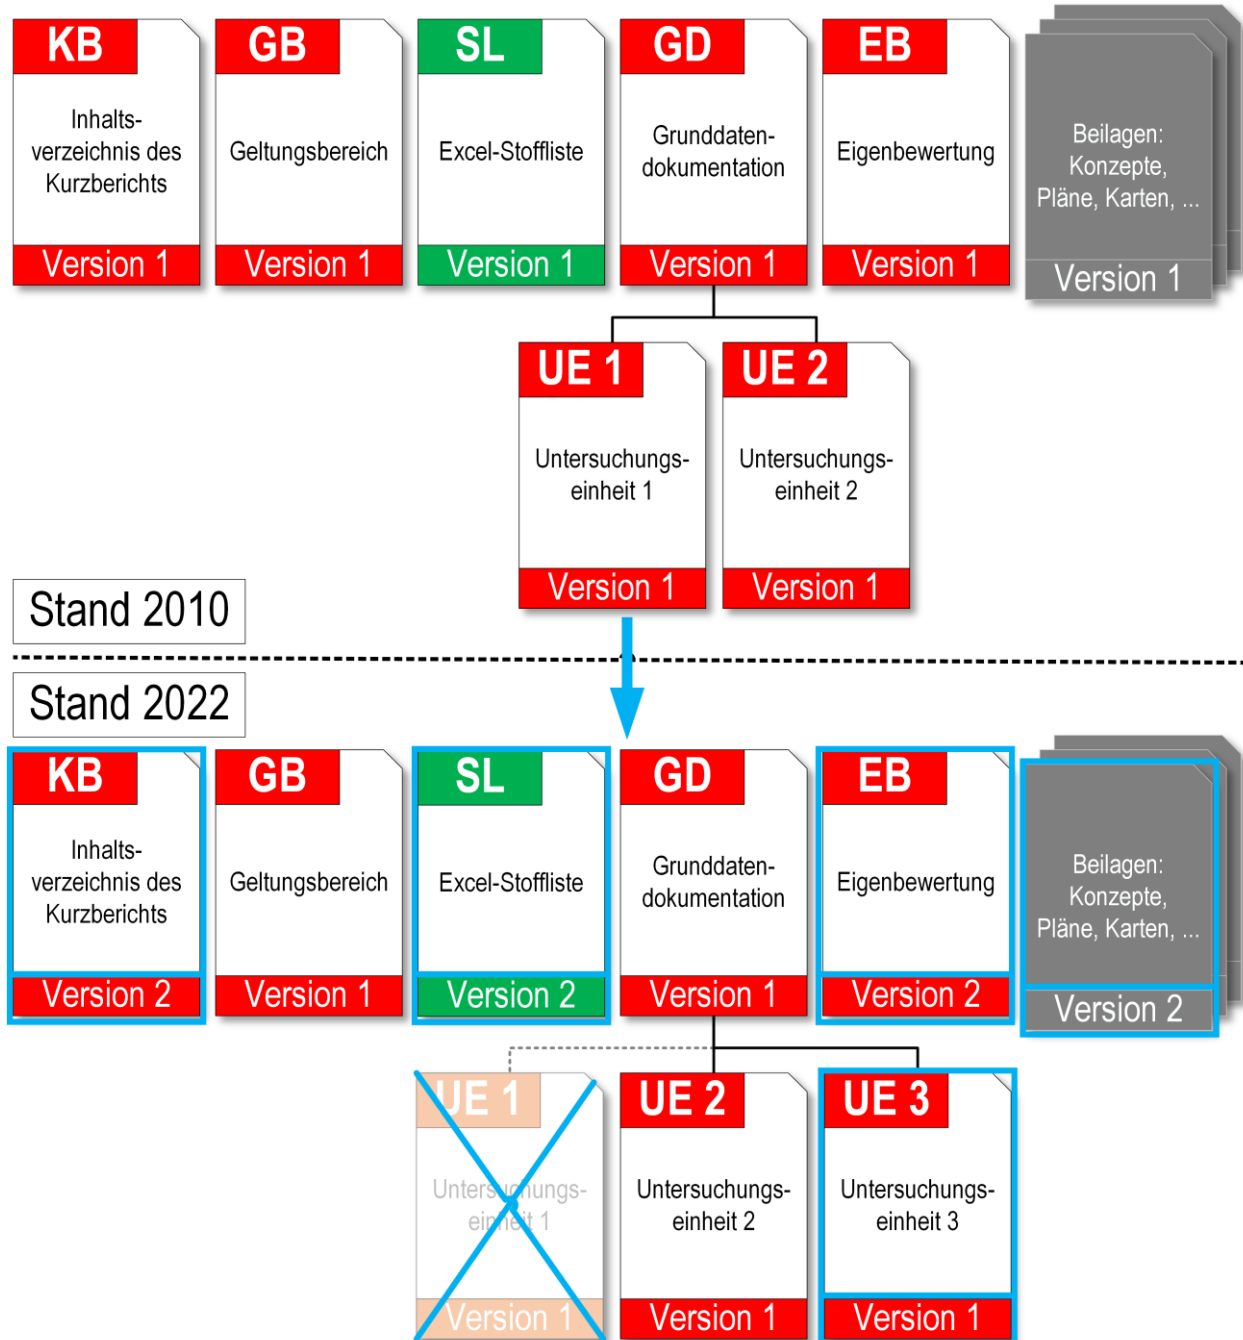 KB
Inhalts-
verzeichnis des
Kurzberichts
Version 1
GB
Geltungsbereich
Version 1
SL
Excel-Stoffliste
Version 1
GD
Grunddaten-
dokumentation
Version 1
EB
Eigenbewertung
Version 1
Beilagen:
Konzepte,
Pläne, Karten, ...
Version 1
UE 1
Untersuchungs-
einheit 1
Version 1
UE 2
Untersuchungs-
einheit 2
Version 1
Stand 2010
Stand 2022
KB
Inhalts-
verzeichnis des
Kurzberichts
Version 2
GB
Geltungsbereich
Version 1
SL
Excel-Stoffliste
Version 2
GD
Grunddaten-
dokumentation
Version 1
EB
Eigenbewertung
Version 2
Beilagen:
Konzepte,
Pläne, Karten, ...
Version 2
UE 1
Untersuchungs-
einheit 1
Version 1
UE 2
Untersuchungs-
einheit 2
Version 1
UE 3
Untersuchungs-
einheit 3
Version 1